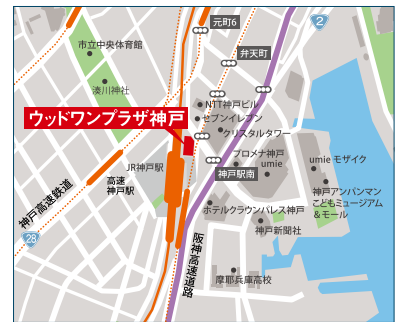 元町6
2
市立中央体育館
弁天町
湊川神社
NTT神戸ビル
ウッドワンプラザ神戸
セブンイレブン
クリスタルタワー
プロメナ神戸
umie
umie モザイク
JR神戸駅
神戸駅南
高速
神戸駅
神戸アンパンマン
こどもミュージアム
&モール
神戸高速鉄道
ホテルクラウンパレス神戸
神戸新聞社
28
阪神高速道路
摩耶兵庫高校